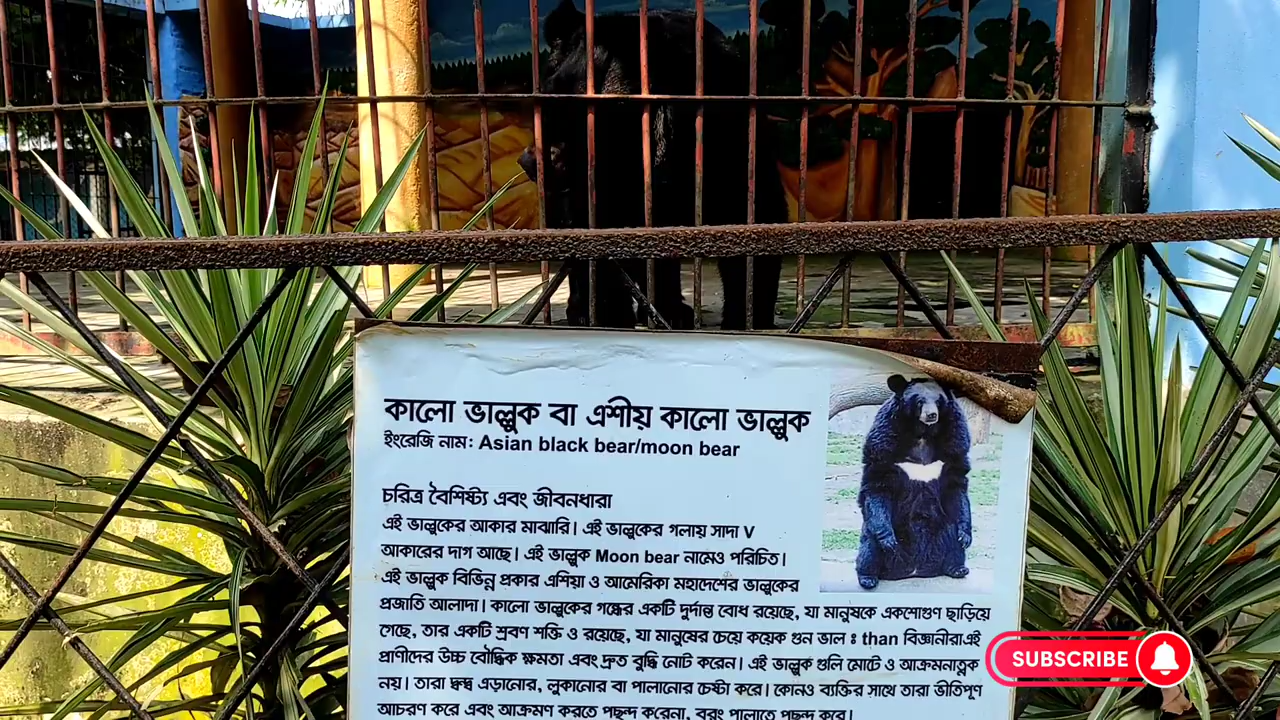 কালো ভাল্লুক বা এশীয় কালো ভাল্লুক
ইংরেজি নাম: Asian black bear/moon bear
চরিত্র বৈশিষ্ট্য এবং জীবনধারা
এই ভাল্লুকের আকার মাঝারি। এই ভাল্লুকের গলায় সাদা V
আকারের দাগ আছে। এই ভাল্লুক Moon bear নামেও পরিচিত।
এই ভাল্লুক বিভিন্ন প্রকার এশিয়া ও আমেরিকা মহাদেশের ভাল্লুকের
প্রজাতি আলাদা। কালো ভাল্লুকের গন্ধের একটি দুর্দান্ত বোধ রয়েছে, যা মানুষকে একশোগুণ ছাড়িয়ে
গেছে, তার একটি শ্রবণ শক্তি ও রয়েছে, যা মানুষের চেয়ে কয়েক গুন ভাল ঃ than বিজ্ঞানীরাএই
প্রাণীদের উচ্চ বৌদ্ধিক ক্ষমতা এবং দ্রুত বুদ্ধি নোট করেন। এই ভাল্লুক গুলি মোটে ও আক্রমনাত্নক
নয়। তারা দ্বন্দ্ব এড়ানোর, লুকানোর বা পালানোর চেষ্টা করে। কোনও ব্যক্তির সাথে তারা ভীতিপূণ
আচরণ করে এবং আক্রমণ করতে পছন্দ করেনা, বরং পালাতে পছন্দ করে।
SUBSCRIBE